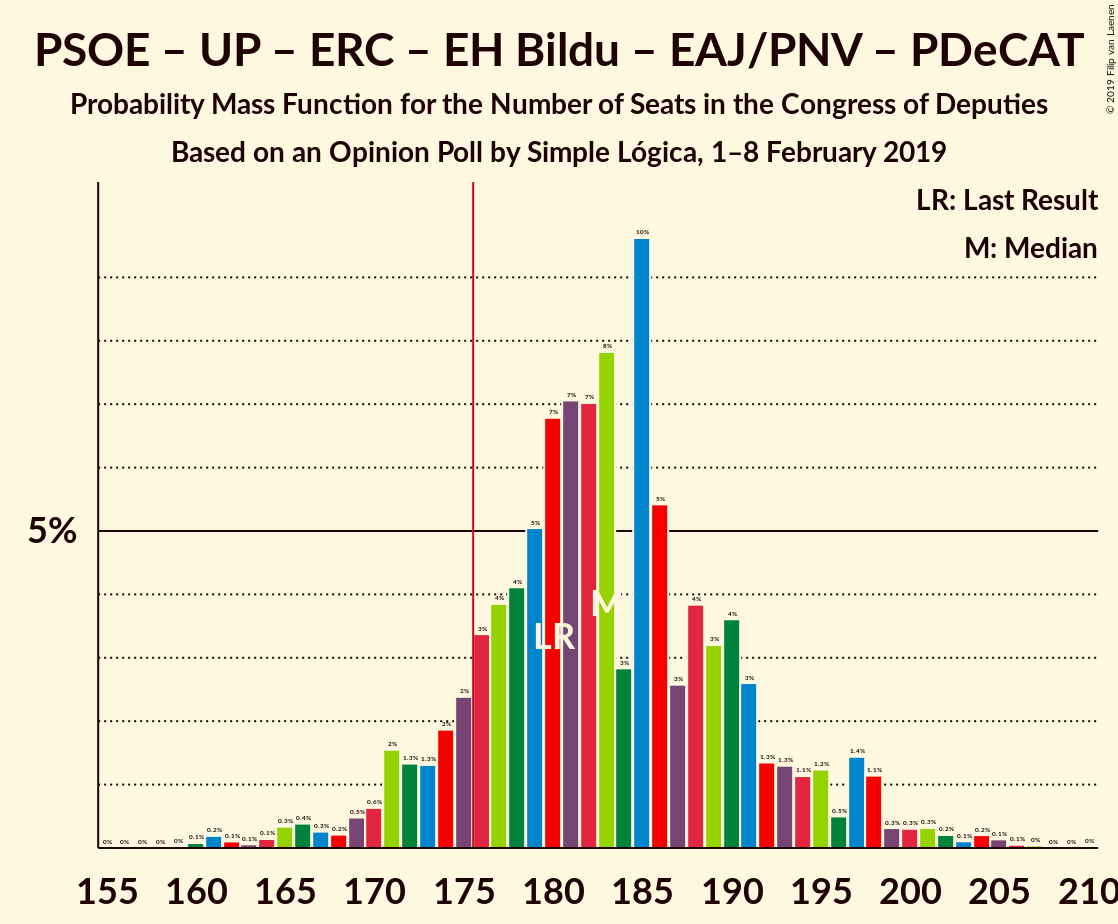 PSOE – UP – ERC – EH Bildu – EAJ/PNV – PDeCAT
Probability Mass Function for the Number of Seats in the Congress of Deputies
Based on an Opinion Poll by Simple Lógica, 1–8 February 2019
© 2019 Filip van Laenen
LR: Last Result
M: Median
5%
0% 0% 0% 0% 0% 0.1% 0.2% 0.1% 0.1% 0.1% 0.3% 0.4% 0.3% 0.2% 0.5% 0.6% 2% 1.3% 1.3% 2% 2% 3% 4% 4% 5% 7% 7% 7% 8% 3% 10% 5% 3% 4% 3% 4% 3% 1.3% 1.3% 1.1% 1.2% 0.5% 1.4% 1.1% 0.3% 0.3% 0.3% 0.2% 0.1% 0.2% 0.1% 0.1% 0% 0% 0% 0%
LR
M
155 160 165 170 175 180 185 190 195 200 205 210